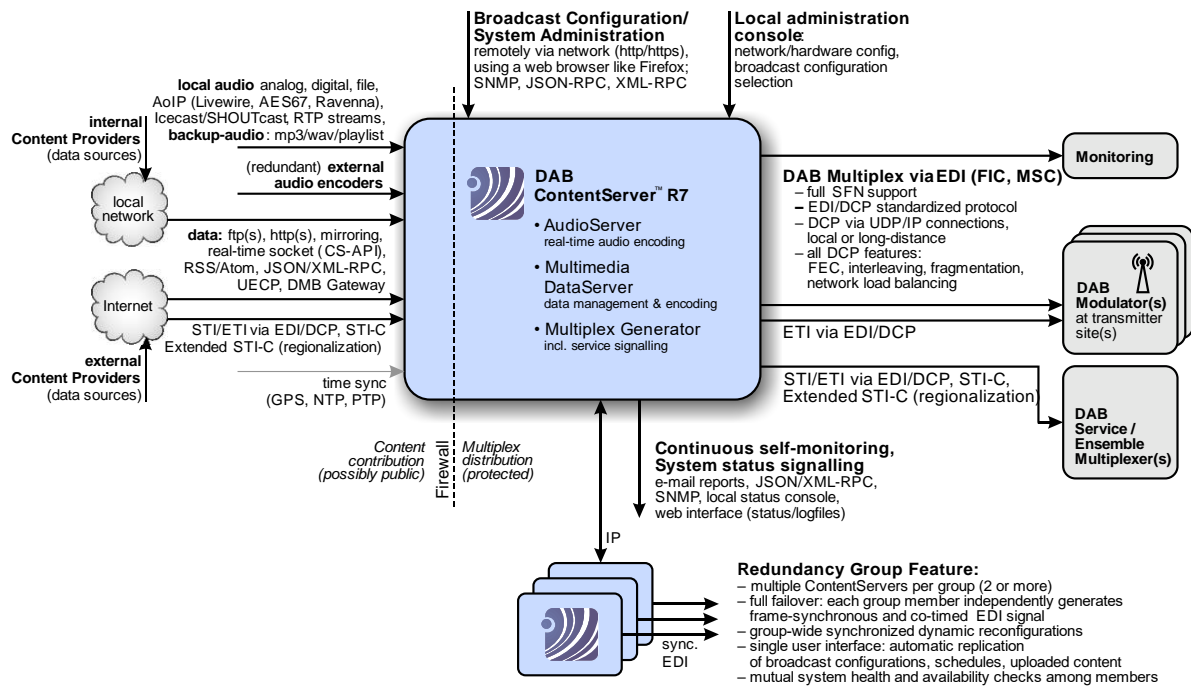 Broadcast Configuration/
System Administration
remotely via network (http/https),
using a web browser like Firefox;
SNMP, JSON-RPC, XML-RPC
Local administration
console:
network/hardware config,
broadcast configuration
selection
local audio analog, digital, file,
AoIP (Livewire, AES67, Ravenna),
Icecast/SHOUTcast, RTP streams,
backup-audio: mp3/wav/playlist
internal
Content Providers
(data sources)
(redundant) external
audio encoders
local
network
data: ftp(s), http(s), mirroring,
real-time socket (CS-API),
RSS/Atom, JSON/XML-RPC,
UECP, DMB Gateway
Internet
STI/ETI via EDI/DCP, STI-C
Extended STI-C (regionalization)
external
Content Providers
(data sources)
time sync
(GPS, NTP, PTP)
Content
contribution
(possibly public)
Firewall
Multiplex
distribution
(protected)
DAB
ContentServer™ R7
• AudioServer
real-time audio encoding
• Multimedia
DataServer
data management & encoding
• Multiplex Generator
incl. service signalling
Monitoring
DAB Multiplex via EDI (FIC, MSC)
– full SFN support
– EDI/DCP standardized protocol
– DCP via UDP/IP connections,
local or long-distance
– all DCP features:
FEC, interleaving, fragmentation,
network load balancing
DAB
Modulator(s)
at transmitter
site(s)
ETI via EDI/DCP
STI/ETI via EDI/DCP, STI-C,
Extended STI-C (regionalization)
DAB
Service /
Ensemble
Multiplexer(s)
Continuous self-monitoring,
System status signalling
e-mail reports, JSON/XML-RPC,
SNMP, local status console,
web interface (status/logfiles)
IP
sync.
EDI
Redundancy Group Feature:
– multiple ContentServers per group (2 or more)
– full failover: each group member independently generates
frame-synchronous and co-timed EDI signal
– group-wide synchronized dynamic reconfigurations
– single user interface: automatic replication
of broadcast configurations, schedules, uploaded content
– mutual system health and availability checks among members